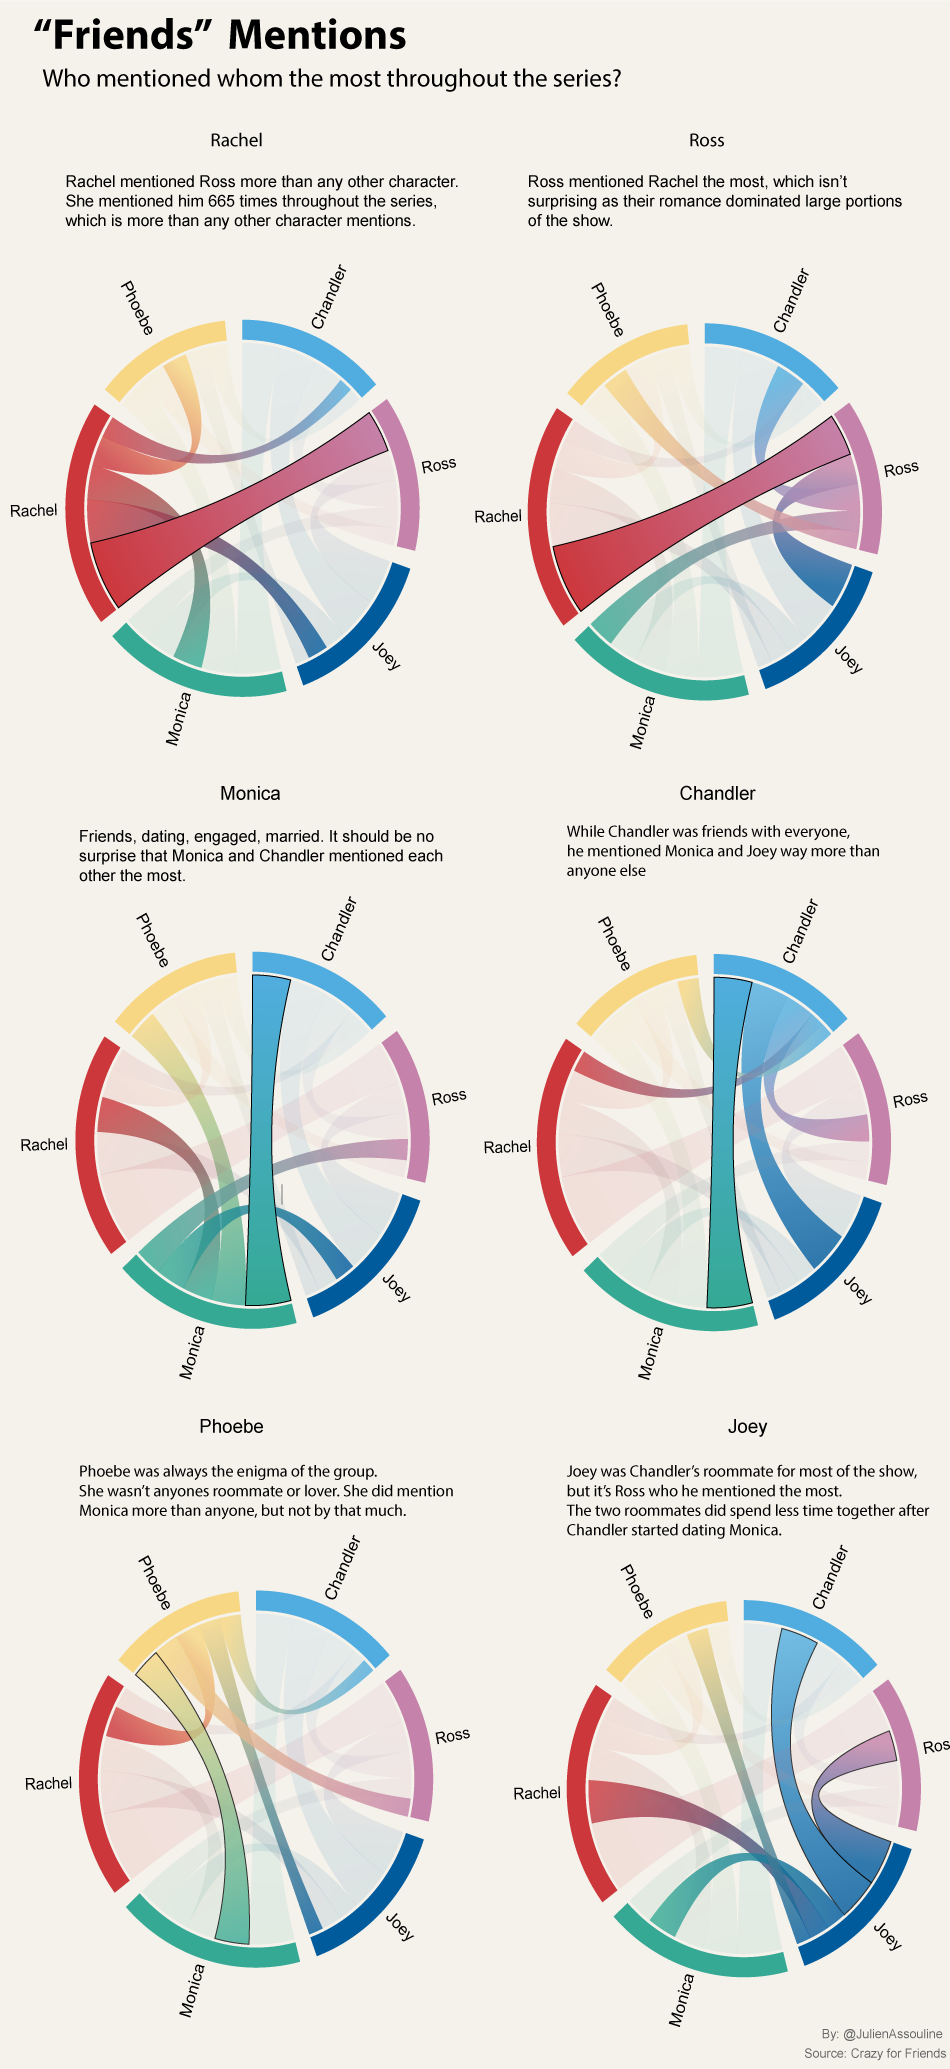 “Friends” Mentions
Who mentioned whom the most throughout the series?
Rachel
Rachel mentioned Ross more than any other character.
She mentioned him 665 times throughout the series,
which is more than any other character mentions.
Phoebe
Chandler
Ross
Rachel
Joey
Monica
Ross
Ross mentioned Rachel the most, which isn’t
surprising as their romance dominated large portions
of the show.
Phoebe
Chandler
Ross
Rachel
Joey
Monica
Monica
Friends, dating, engaged, married. It should be no
surprise that Monica and Chandler mentioned each
other the most.
Phoebe
Chandler
Ross
Rachel
Joey
Monica
Chandler
While Chandler was friends with everyone,
he mentioned Monica and Joey way more than
anyone else
Phoebe
Chandler
Ross
Rachel
Joey
Monica
Phoebe
Phoebe was always the enigma of the group.
She wasn’t anyones roommate or lover. She did mention
Monica more than anyone, but not by that much.
Phoebe
Chandler
Ross
Rachel
Joey
Monica
Joey
Joey was Chandler’s roommate for most of the show,
but it’s Ross who he mentioned the most.
The two roommates did spend less time together after
Chandler started dating Monica.
Phoebe
Chandler
Ros
Rachel
Joey
Monica
By: @JulienAssouline
Source: Crazy for Friends